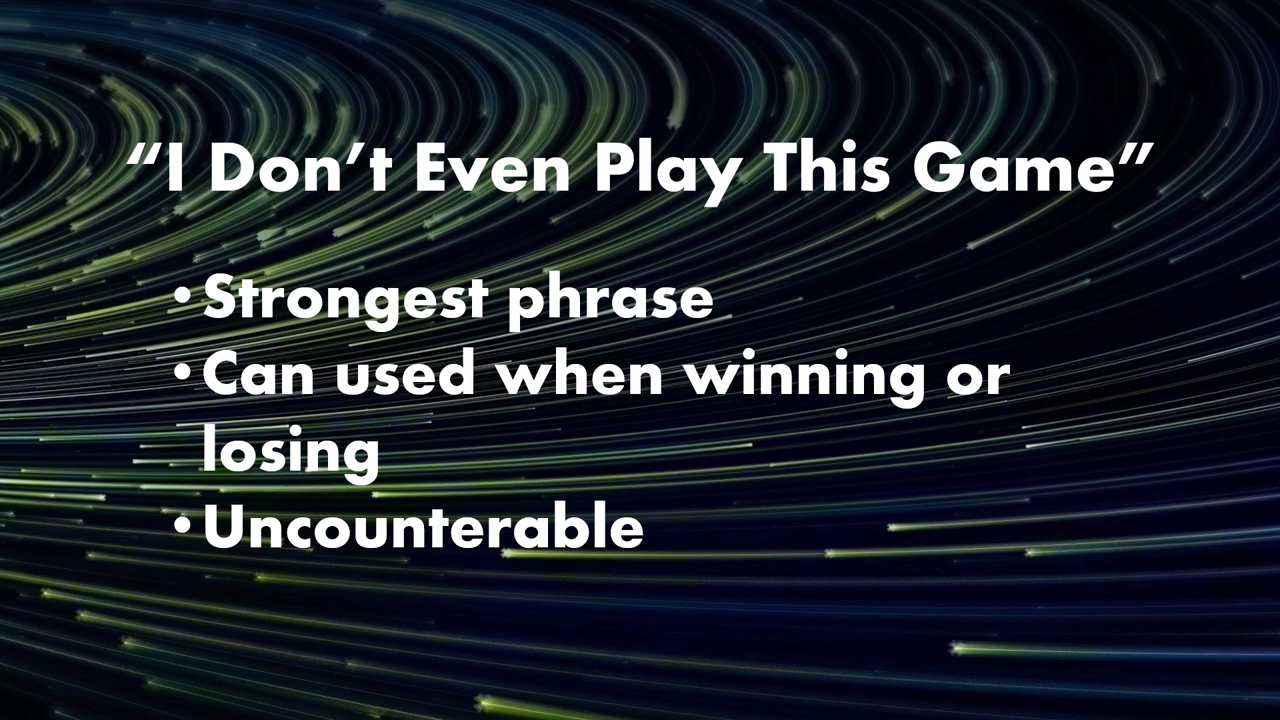 “I Don’t Even Play This Game”
•Strongest phrase
•Can used when winning or
losing
•Uncounterable